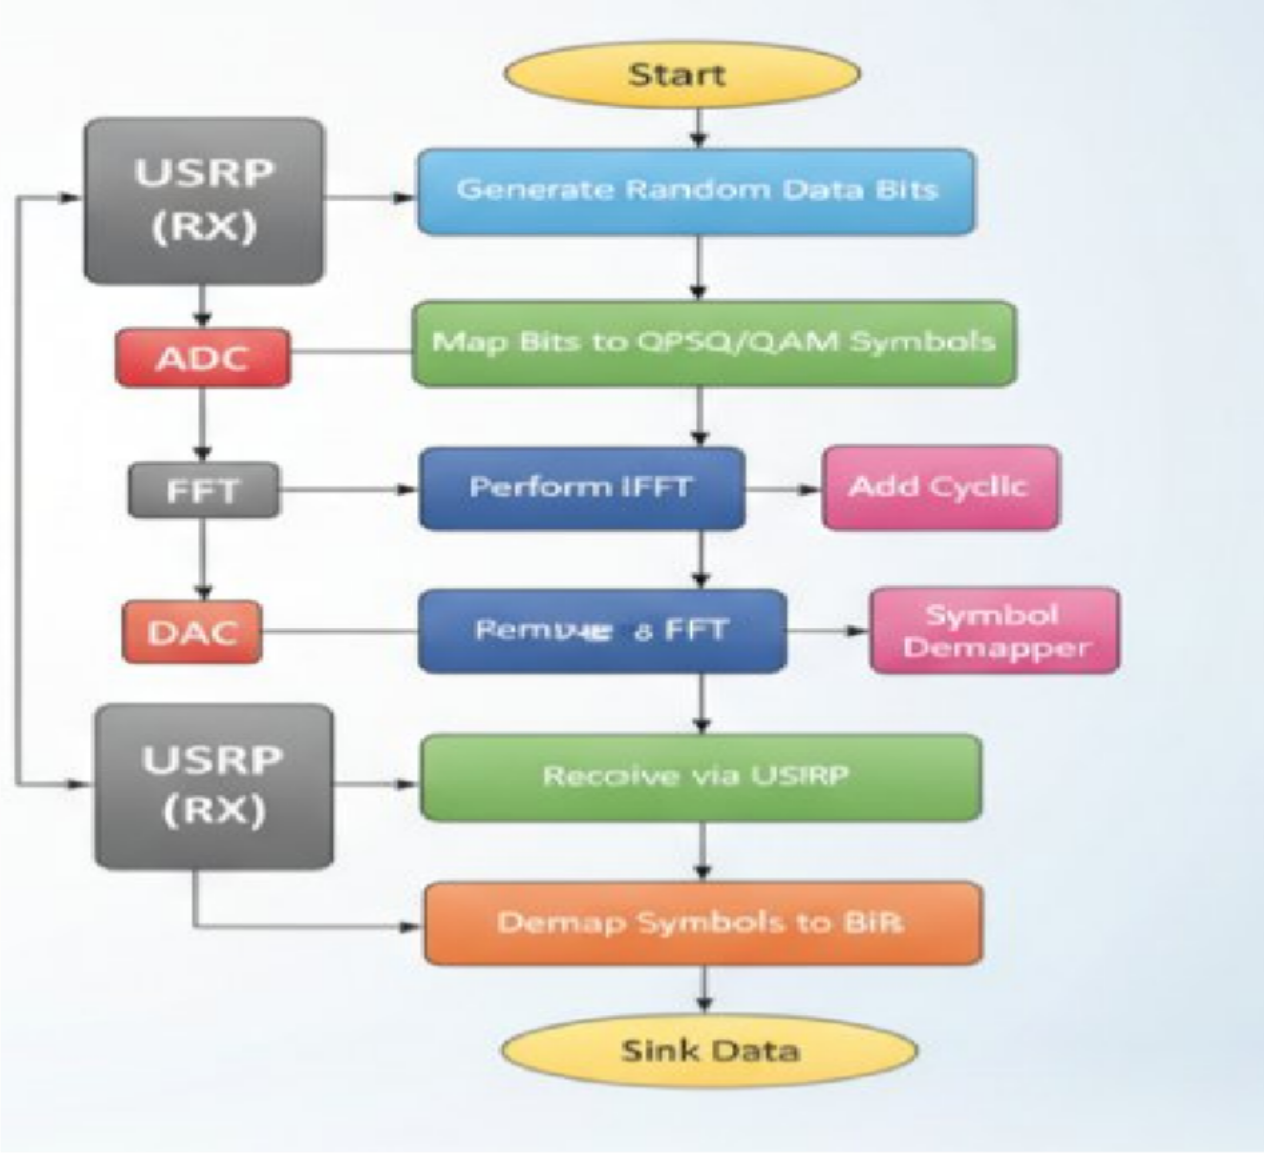 Start
USRP
(RX)
Generate Random Data Bits
ADC
Map Bits to QPSQ/QAM Symbols
FFT
Perform IFFT
Add Cyclic
DAC
& FFT
Symbol
Demapper
USRP
(RX)
Recoive via USIRP
Demap Symbols to
Sink Data